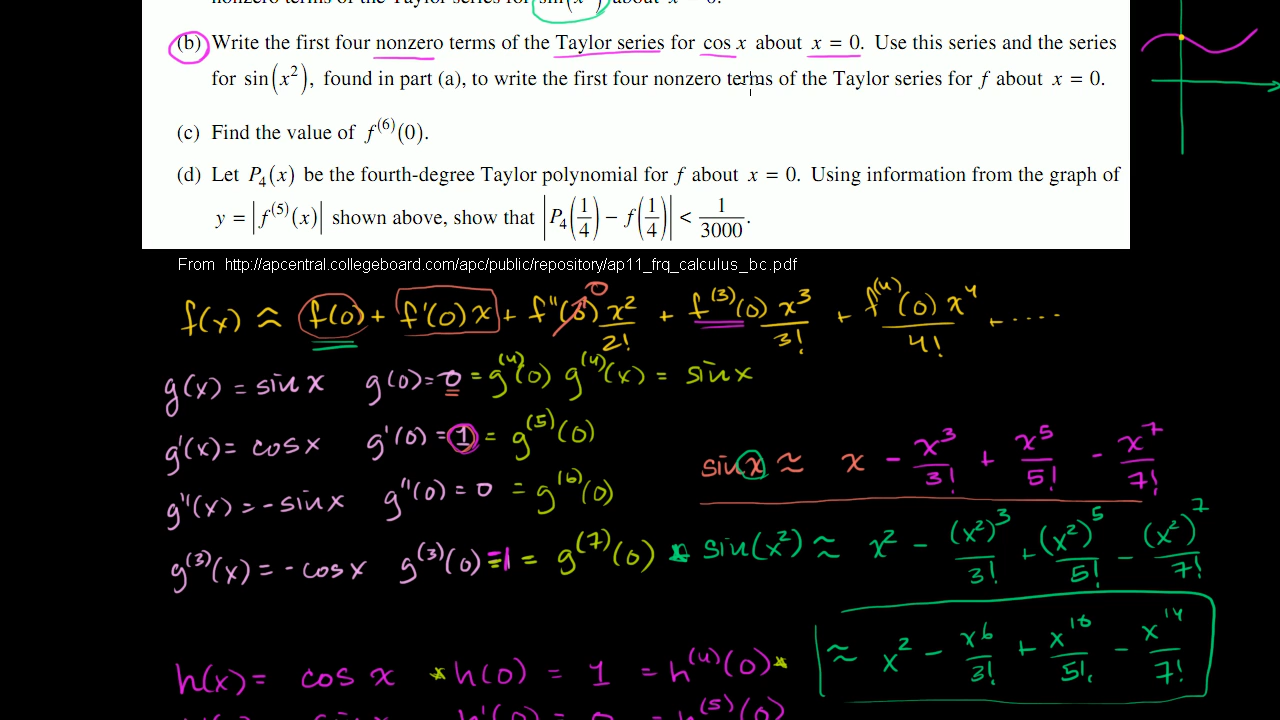 nonzero terms of the Taylor series for sin(x²) about x = 0.
(b) Write the first four nonzero terms of the Taylor series for cos x about x = 0. Use this series and the series
for sin(x²), found in part (a), to write the first four nonzero terms of the Taylor series for f about x = 0.
(c) Find the value of f⁽⁶⁾(0).
(d) Let P₄(x) be the fourth-degree Taylor polynomial for f about x = 0. Using information from the graph of
y = |f⁽⁵⁾(x)| shown above, show that |P₄(1/4) − f(1/4)| < 1/3000.
From http://apcentral.collegeboard.com/apc/public/repository/ap11_frq_calculus_bc.pdf
f(x) ≈ f(0) + f'(0)x + f''(0) x²/2! + f⁽³⁾(0) x³/3! + f⁽⁴⁾(0) x⁴/4! + ....
0
g(x) = sin x g(0) = 0 = g⁽⁴⁾(0) g⁽⁴⁾(x) = sin x
g'(x) = cos x g'(0) = 1 = g⁽⁵⁾(0)
sin x ≈ x − x³/3! + x⁵/5! − x⁷/7!
g''(x) = − sin x g''(0) = 0 = g⁽⁶⁾(0)
sin(x²) ≈ x² − (x²)³/3! + (x²)⁵/5! − (x²)⁷/7!
g⁽³⁾(x) = − cos x g⁽³⁾(0) = -1 = g⁽⁷⁾(0)
≈ x² − x⁶/3! + x¹⁰/5! − x¹⁴/7!
h(x) = cos x * h(0) = 1 = h⁽⁴⁾(0) *
h'(0) = 0 = h⁽⁵⁾(0)